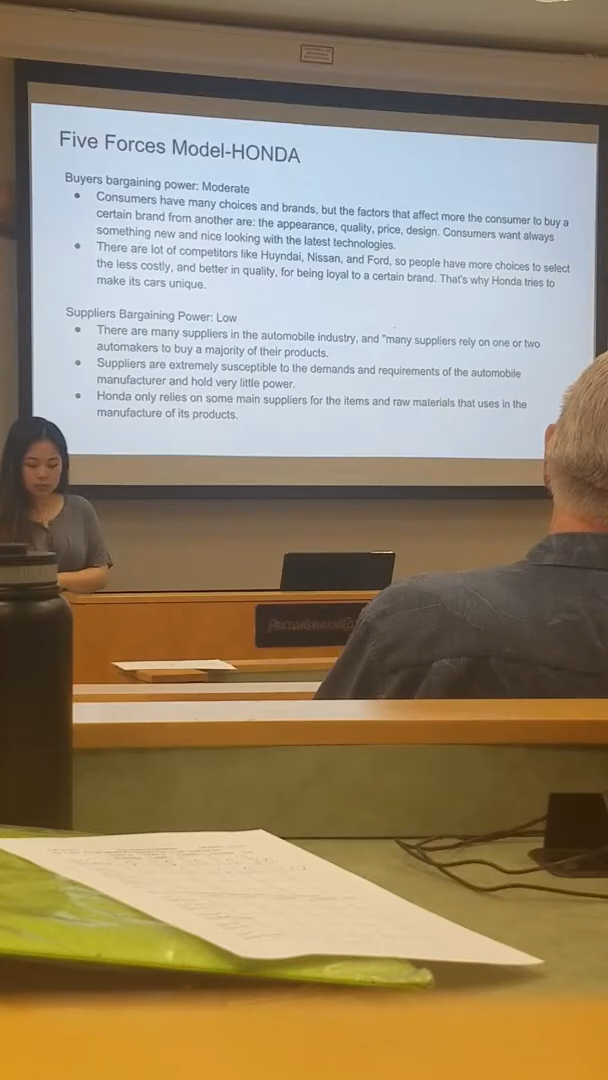 Five Forces Model-HONDA
Buyers bargaining power: Moderate
● Consumers have many choices and brands, but the factors that affect more the consumer to buy a
certain brand from another are: the appearance, quality, price, design. Consumers want always
something new and nice looking with the latest technologies.
● There are lot of competitors like Huyndai, Nissan, and Ford, so people have more choices to select
the less costly, and better in quality, for being loyal to a certain brand. That's why Honda tries to
make its cars unique.
Suppliers Bargaining Power: Low
● There are many suppliers in the automobile industry, and "many suppliers rely on one or two
automakers to buy a majority of their products.
● Suppliers are extremely susceptible to the demands and requirements of the automobile
manufacturer and hold very little power.
● Honda only relies on some main suppliers for the items and raw materials that uses in the
manufacture of its products.